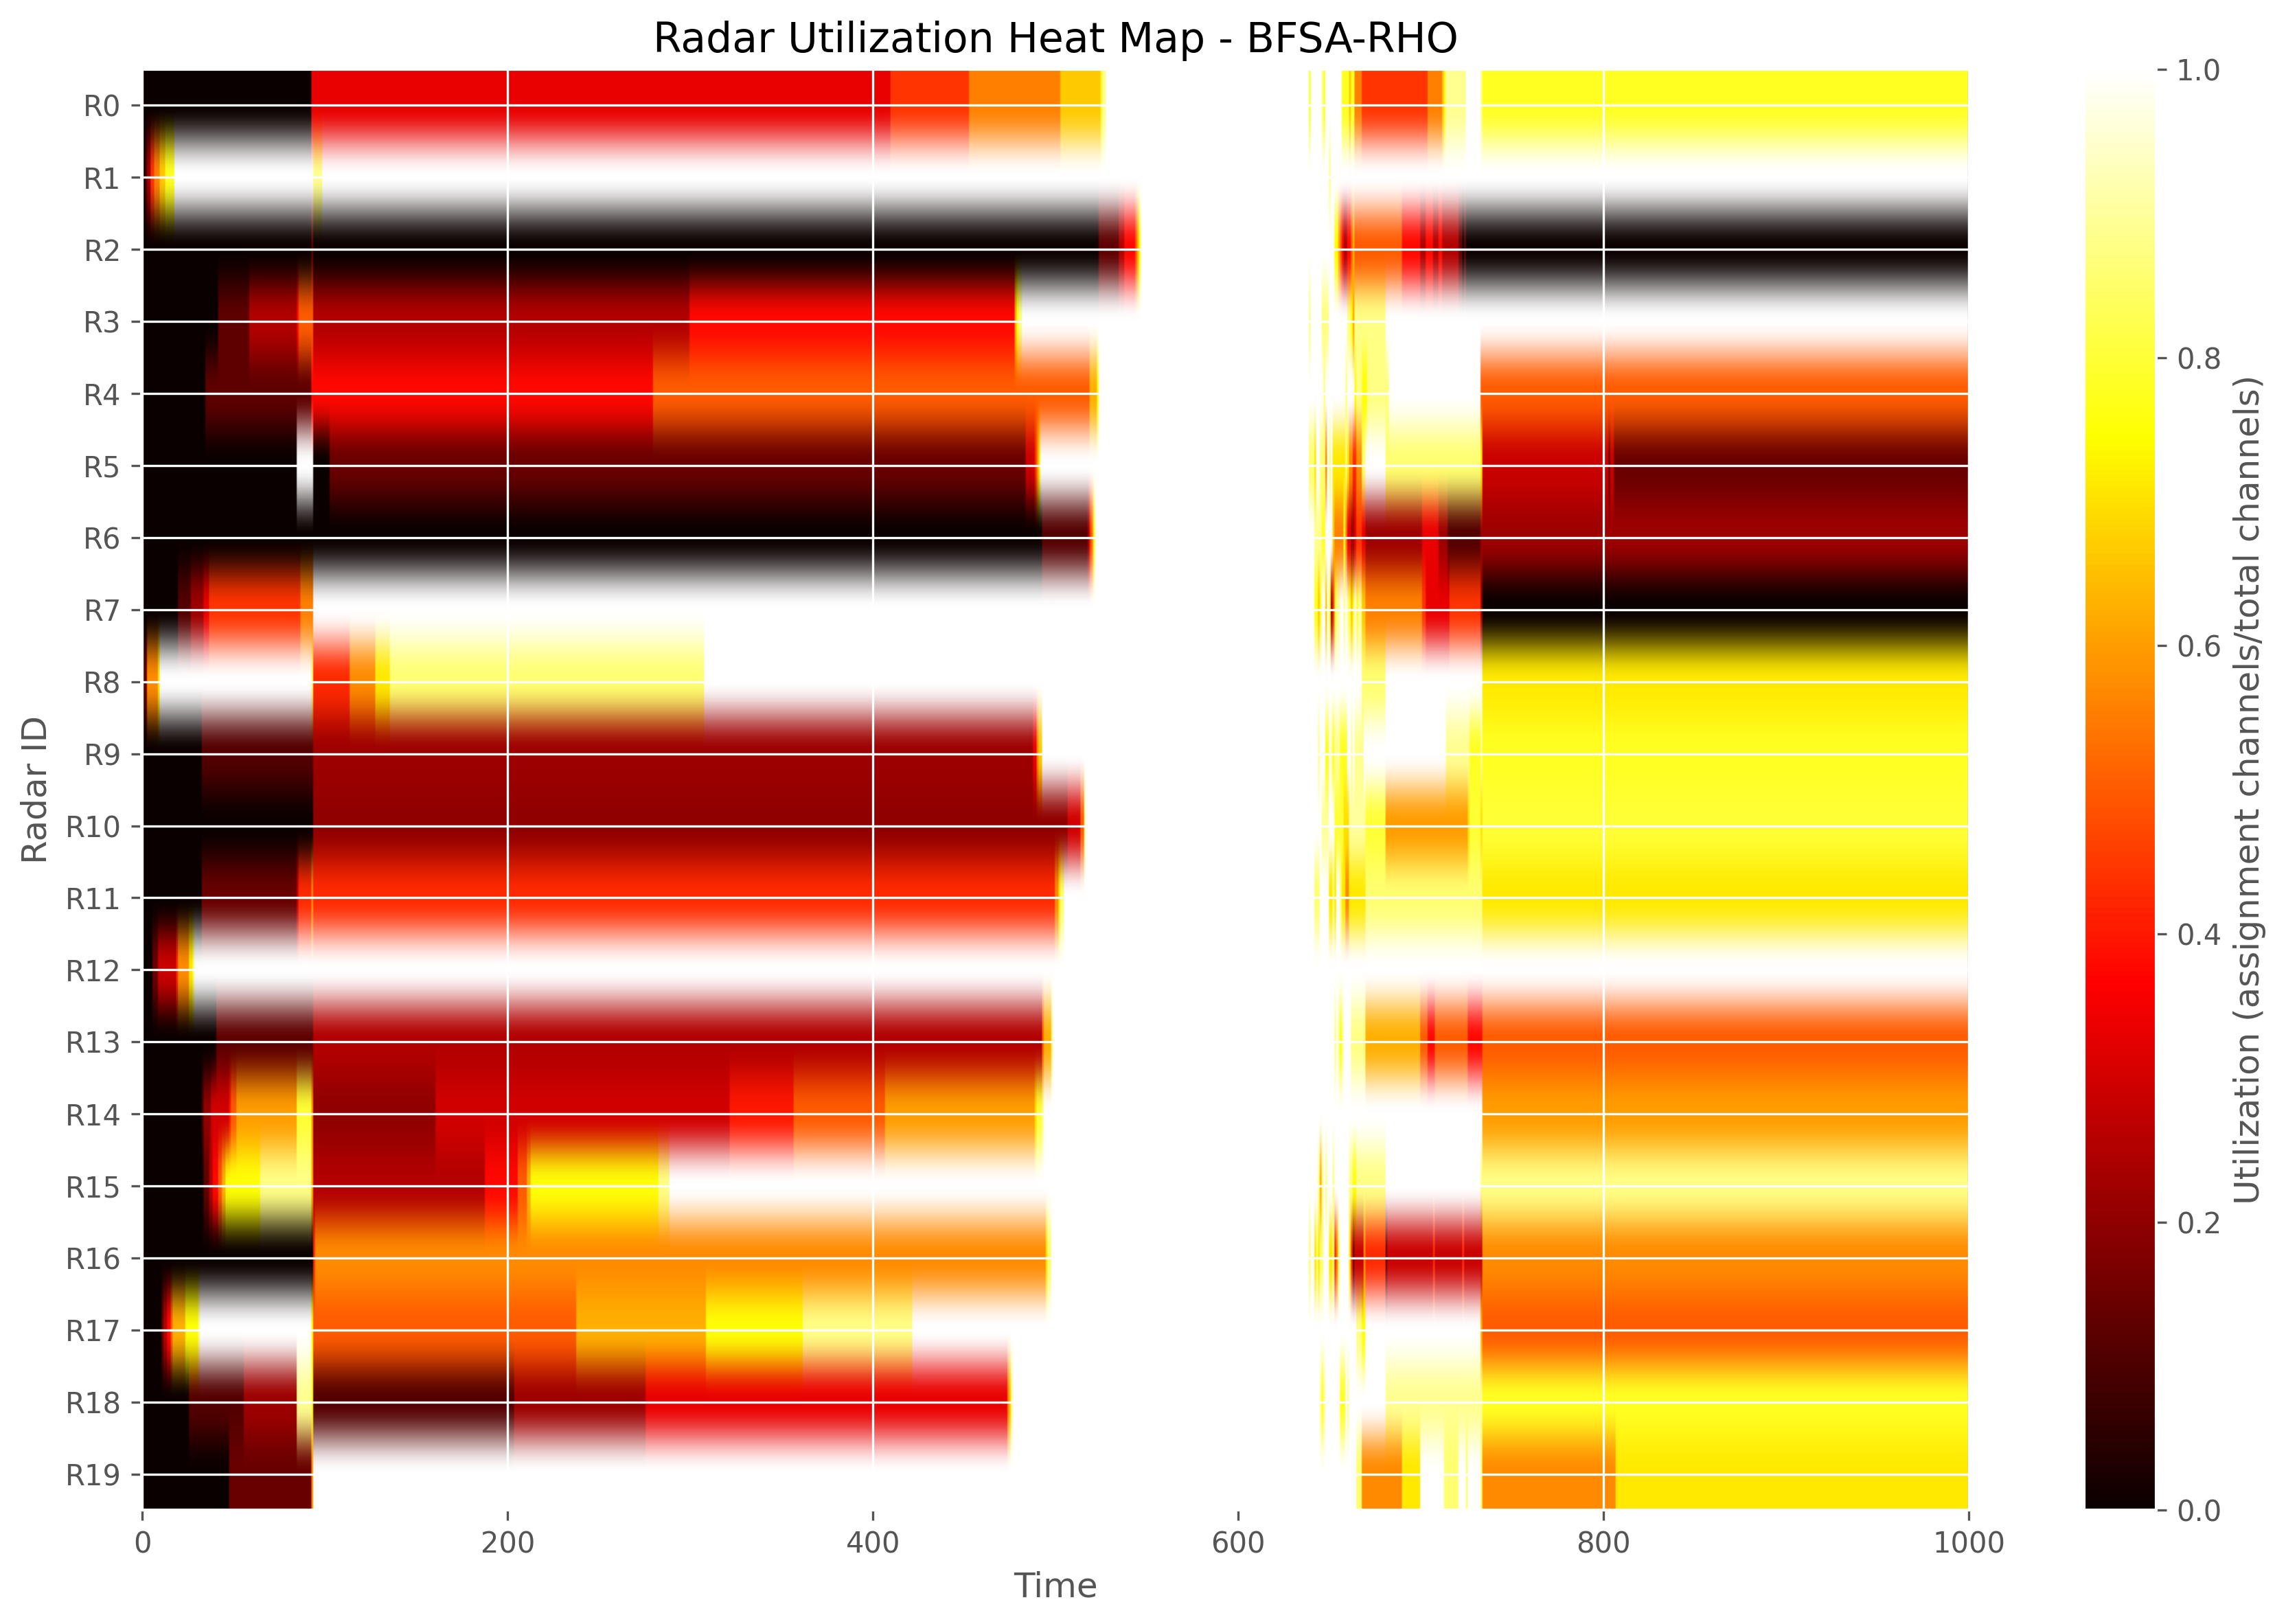 Radar Utilization Heat Map - BFSA-RHO
R0
R1
R2
R3
R4
R5
R6
R7
R8
R9
R10
R11
R12
R13
R14
R15
R16
R17
R18
R19
Radar ID
0
200
400
600
800
1000
Time
1.0
0.8
0.6
0.4
0.2
0.0
Utilization (assignment channels/total channels)